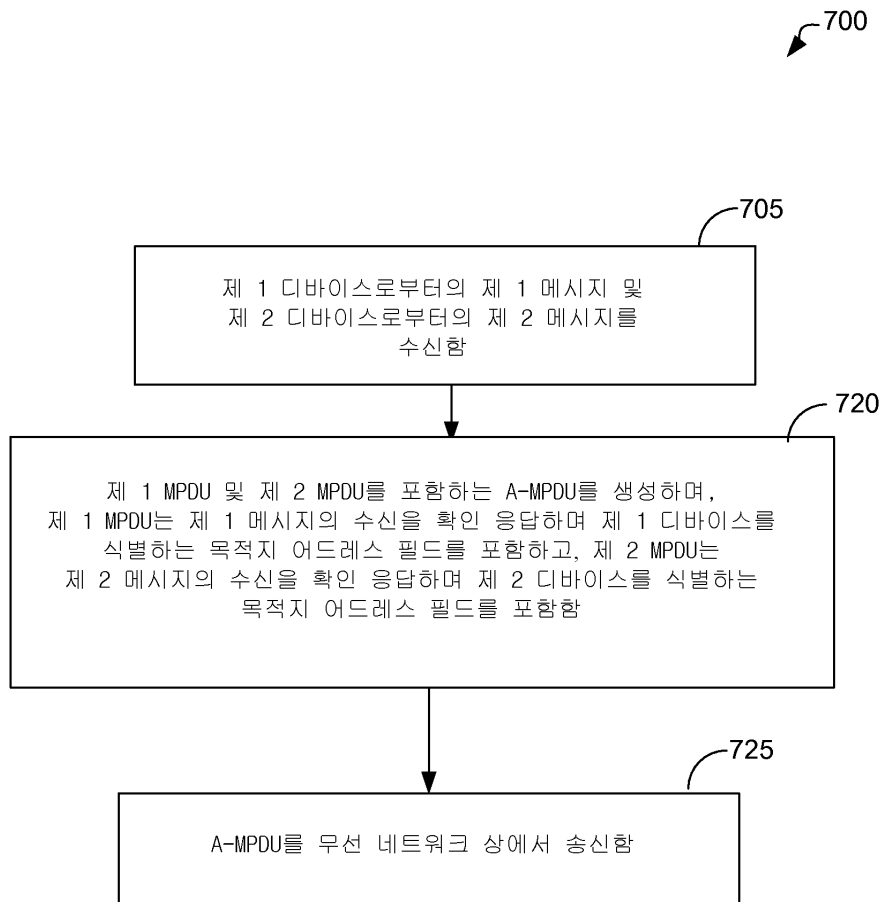 700
705
제 1 디바이스로부터의 제 1 메시지 및
제 2 디바이스로부터의 제 2 메시지를
수신함
720
제 1 MPDU 및 제 2 MPDU를 포함하는 A-MPDU를 생성하며,
제 1 MPDU는 제 1 메시지의 수신을 확인 응답하며 제 1 디바이스를
식별하는 목적지 어드레스 필드를 포함하고, 제 2 MPDU는
제 2 메시지의 수신을 확인 응답하며 제 2 디바이스를 식별하는
목적지 어드레스 필드를 포함함
725
A-MPDU를 무선 네트워크 상에서 송신함